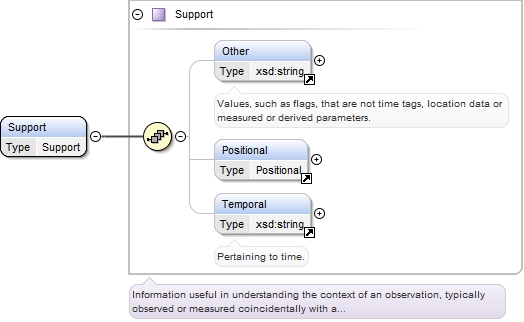 Support
Other
Type xsd:string
Values, such as flags, that are not time tags, location data or
measured or derived parameters.
Support
Type Support
Positional
Type Positional
Temporal
Type xsd:string
Pertaining to time.
Information useful in understanding the context of an observation, typically
observed or measured coincidentally with a...